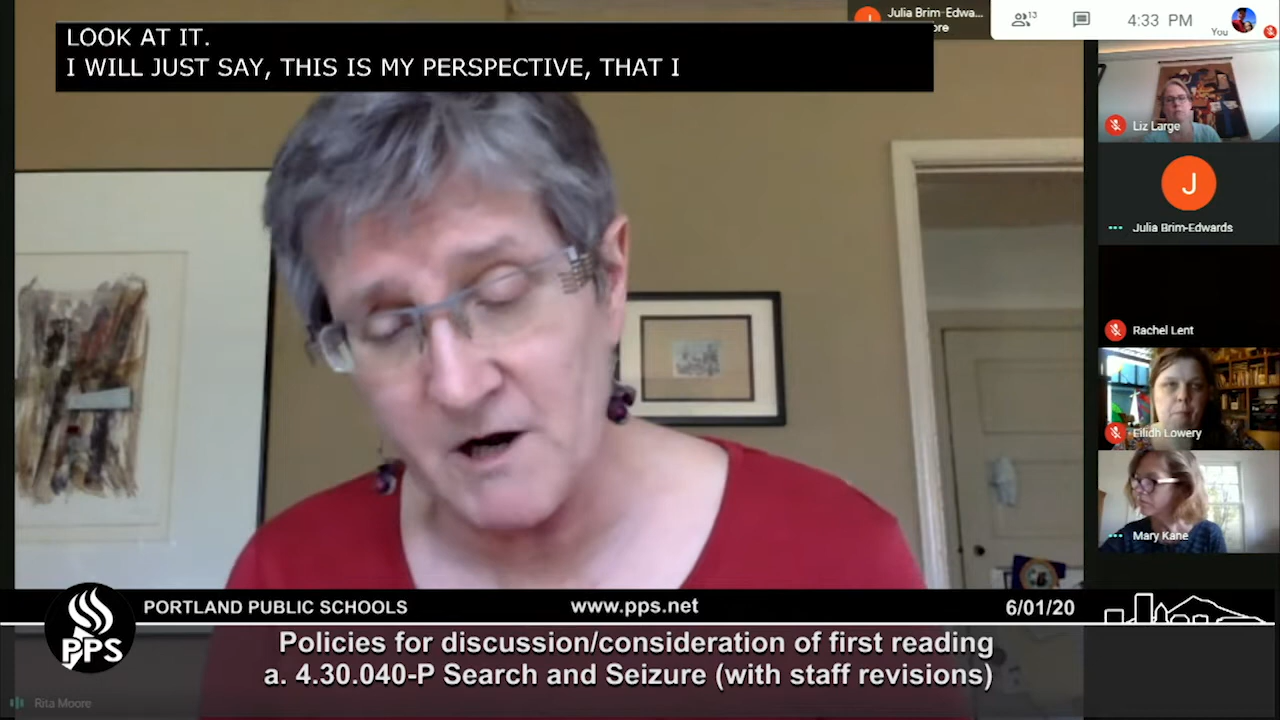 LOOK AT IT.
I WILL JUST SAY, THIS IS MY PERSPECTIVE, THAT I
Julia Brim-Edwa...
ore
13
4:33 PM
You
Liz Large
J
Julia Brim-Edwards
Rachel Lent
Eilidh Lowery
Mary Kane
PPS
PORTLAND PUBLIC SCHOOLS
www.pps.net
6/01/20
Policies for discussion/consideration of first reading
a. 4.30.040-P Search and Seizure (with staff revisions)
Rita Moore